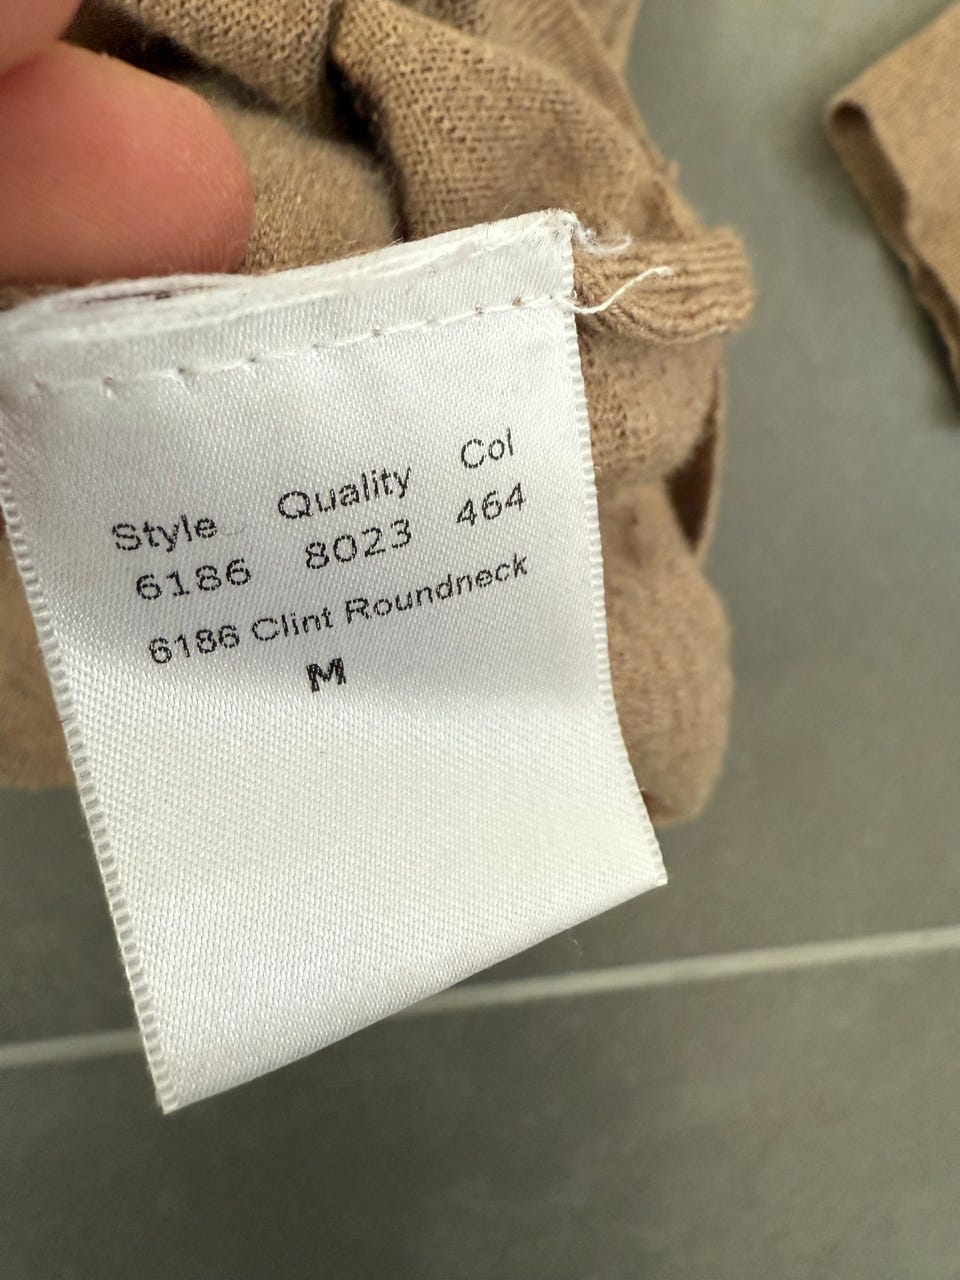 Style Quality Col
6186 8023 464
6186 Clint Roundneck
M